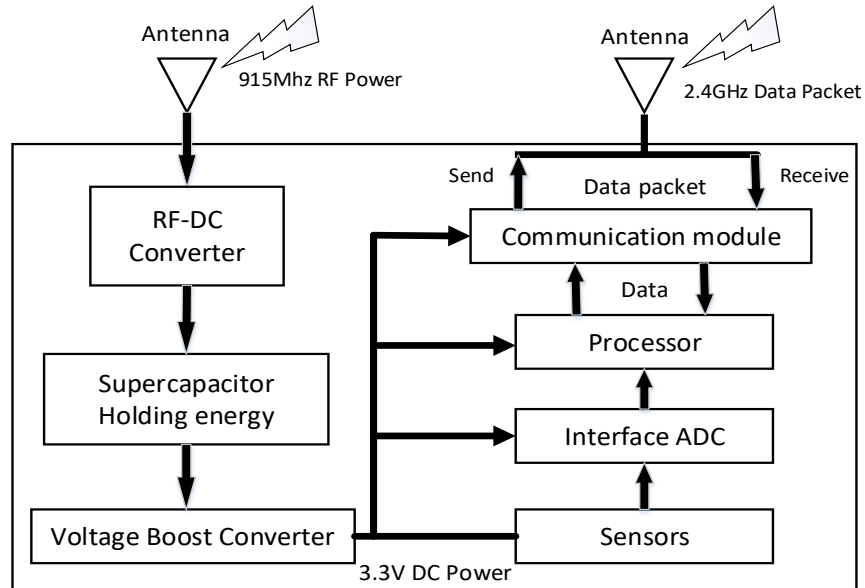 Antenna
915Mhz RF Power
Antenna
2.4GHz Data Packet
RF-DC
Converter
Supercapacitor
Holding energy
Voltage Boost Converter
3.3V DC Power
Send
Data packet
Receive
Communication module
Data
Processor
Interface ADC
Sensors